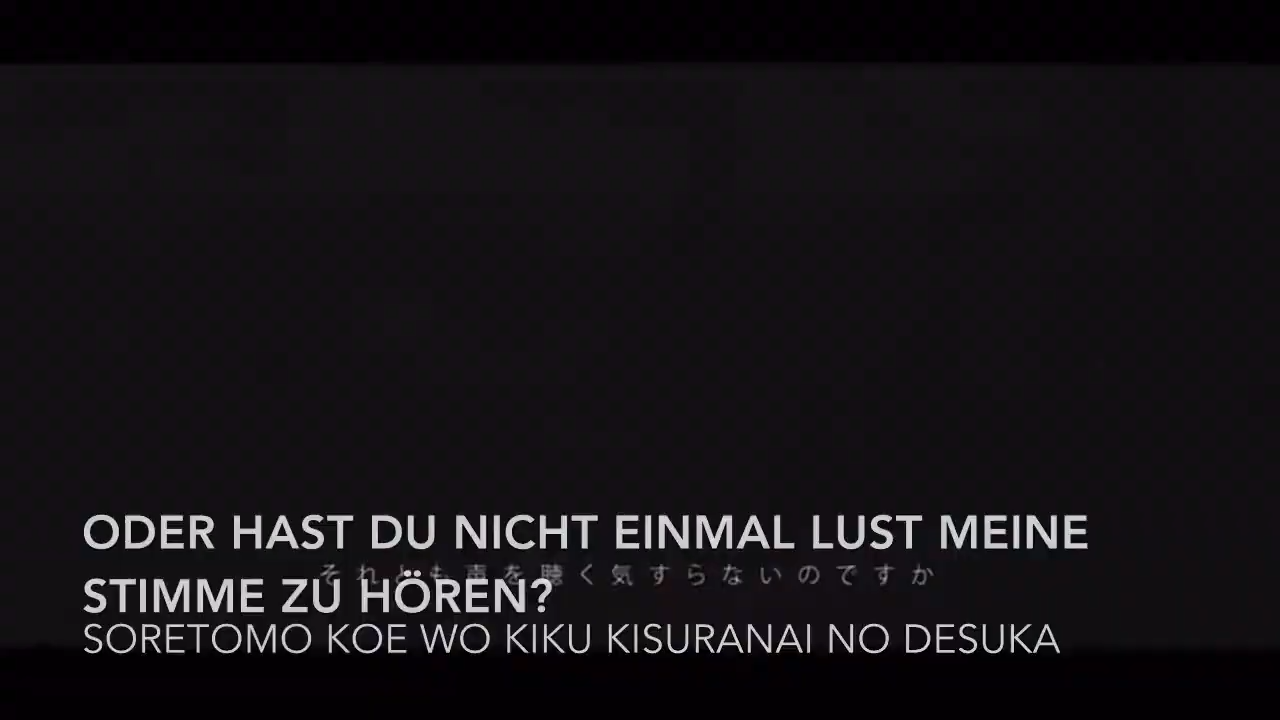 ODER HAST DU NICHT EINMAL LUST MEINE
それとも声を聴く気すらないのですか
STIMME ZU HÖREN?
SORETOMO KOE WO KIKU KISURANAI NO DESUKA